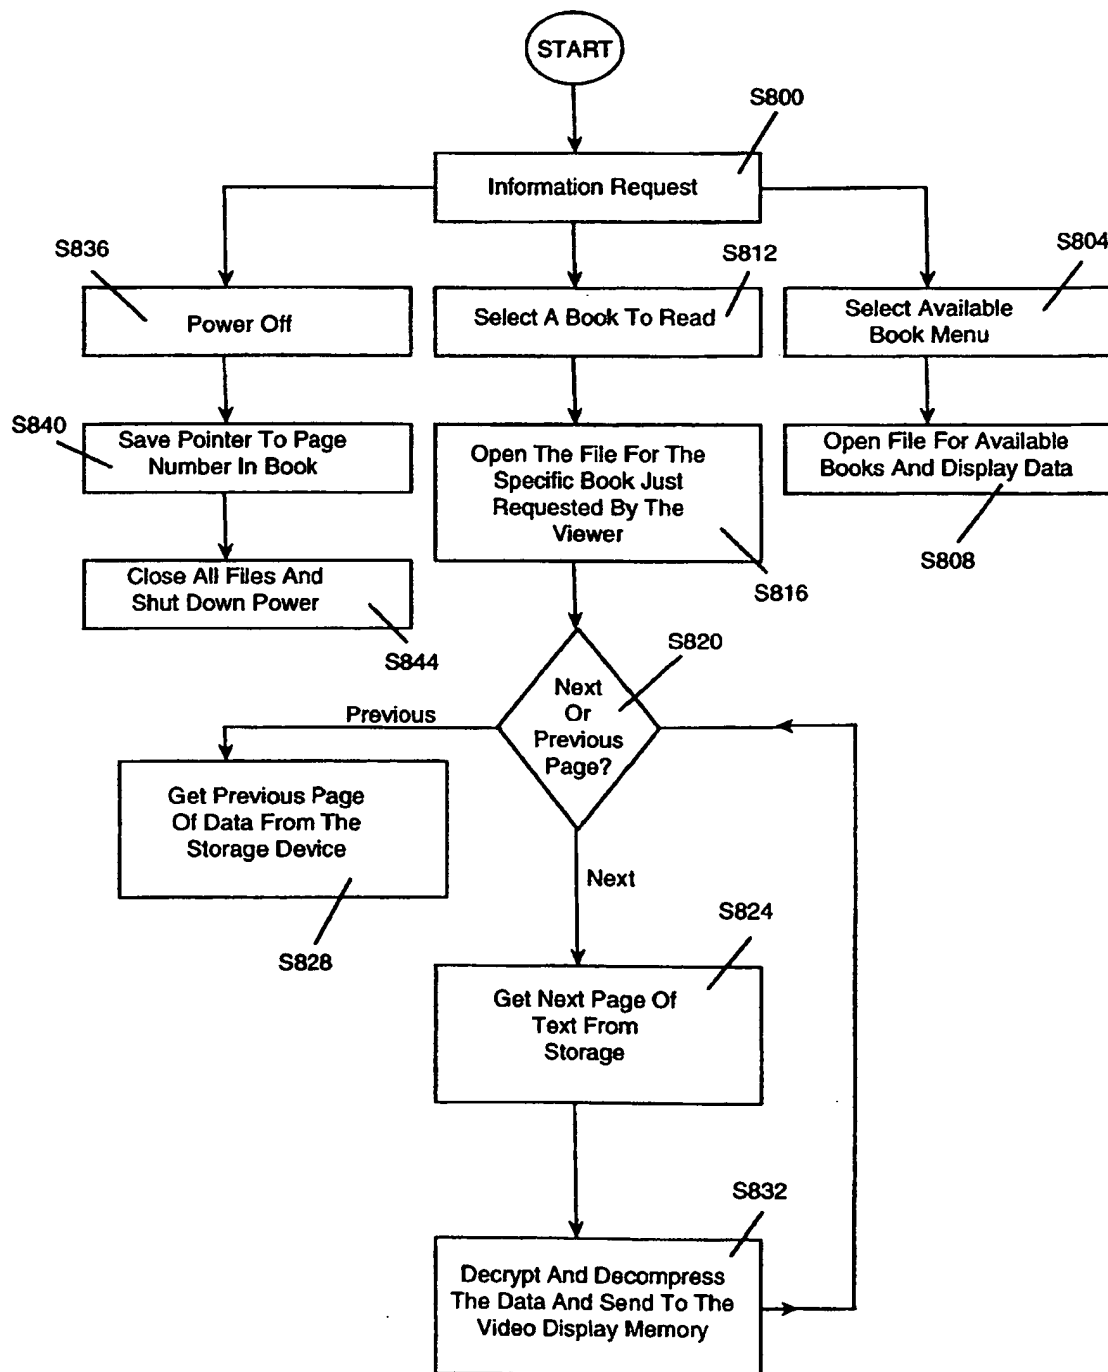 START
S800
Information Request
S836
S812
S804
Power Off
Select A Book To Read
Select Available
Book Menu
S840
Save Pointer To Page
Number In Book
Open The File For The
Specific Book Just
Requested By The
Viewer
Open File For Available
Books And Display Data
S808
Close All Files And
Shut Down Power
S816
S844
S820
Next
Or
Previous
Page?
Previous
Get Previous Page
Of Data From The
Storage Device
Next
S828
S824
Get Next Page Of
Text From
Storage
S832
Decrypt And Decompress
The Data And Send To The
Video Display Memory